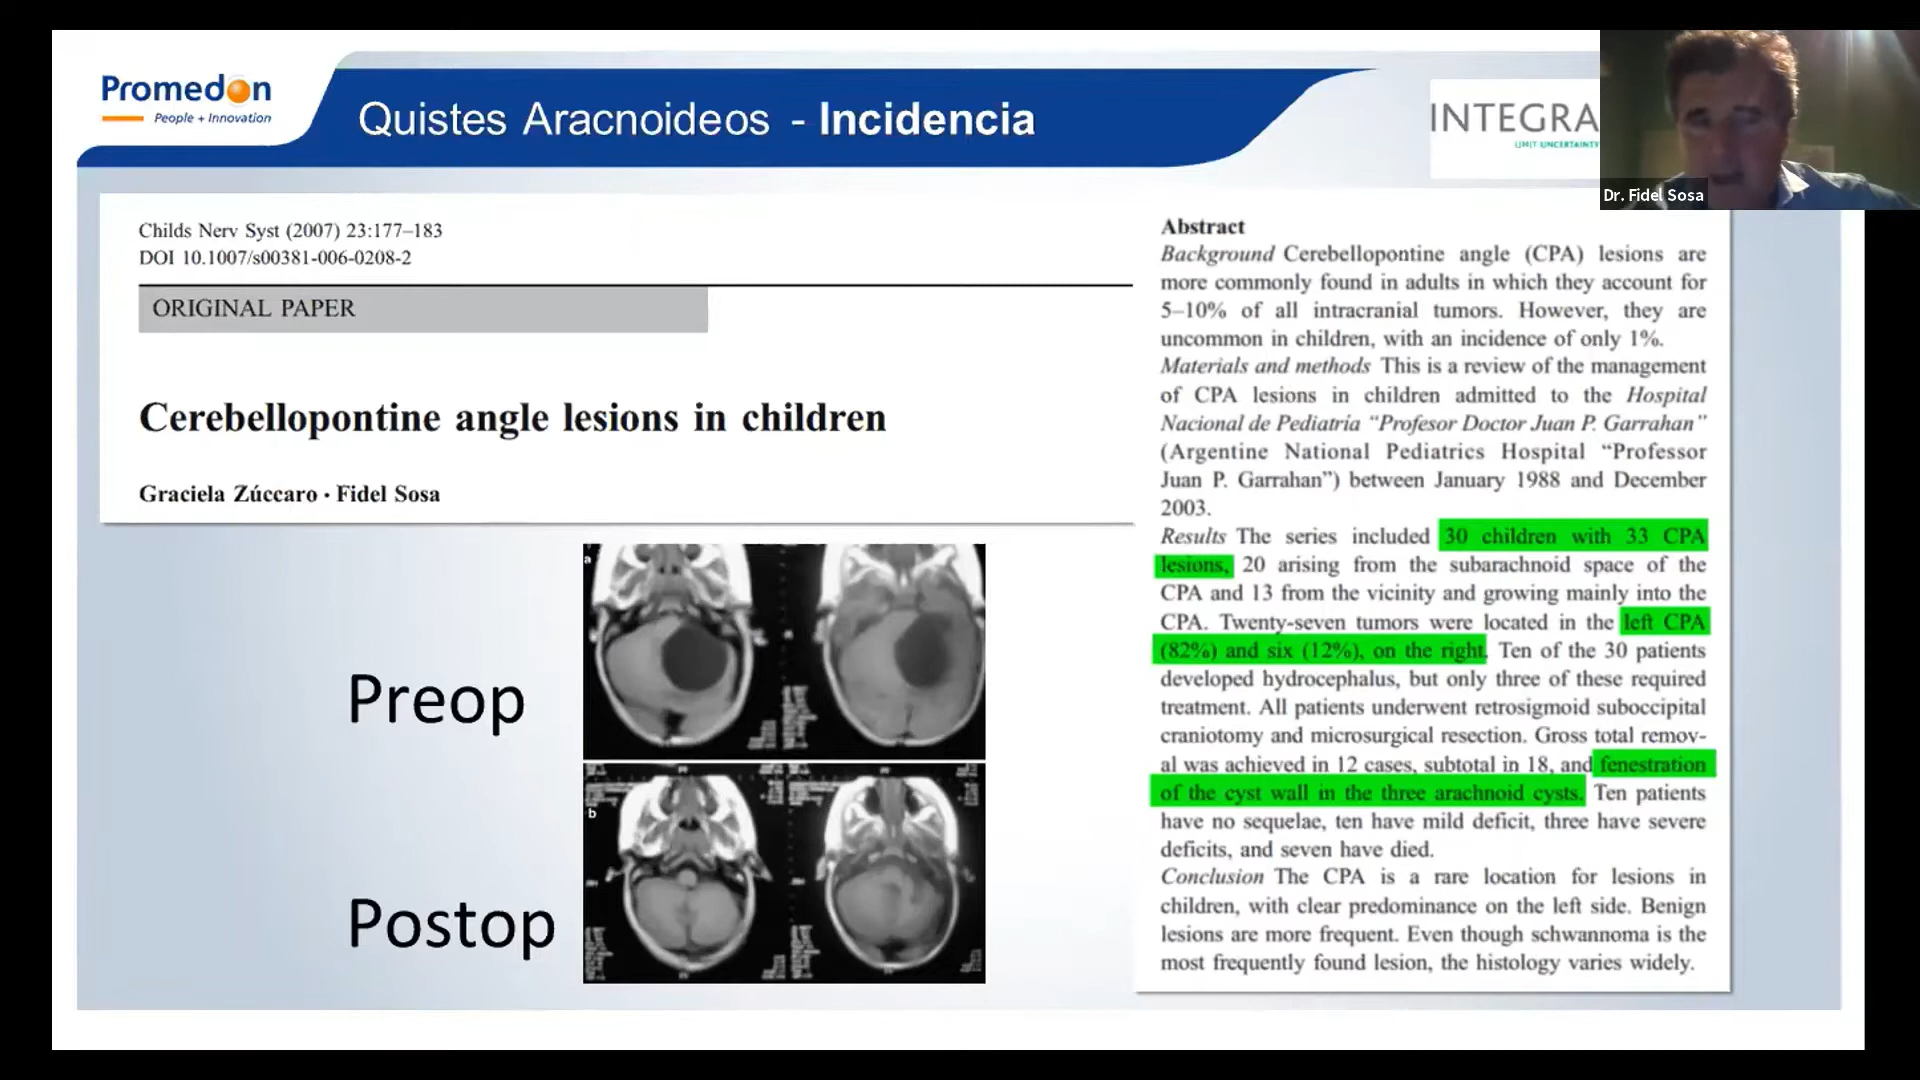 Promedon
People + Innovation
Quistes Aracnoideos - Incidencia
INTEGRA
LIMIT UNCERTAINTY
Dr. Fidel Sosa
Childs Nerv Syst (2007) 23:177–183
DOI 10.1007/s00381-006-0208-2
ORIGINAL PAPER
Cerebellopontine angle lesions in children
Graciela Zúccaro · Fidel Sosa
Preop
a
Postop
b
Abstract
Background Cerebellopontine angle (CPA) lesions are
more commonly found in adults in which they account for
5–10% of all intracranial tumors. However, they are
uncommon in children, with an incidence of only 1%.
Materials and methods This is a review of the management
of CPA lesions in children admitted to the Hospital
Nacional de Pediatría “Profesor Doctor Juan P. Garrahan”
(Argentine National Pediatrics Hospital “Professor
Juan P. Garrahan”) between January 1988 and December
2003.
Results The series included 30 children with 33 CPA
lesions, 20 arising from the subarachnoid space of the
CPA and 13 from the vicinity and growing mainly into the
CPA. Twenty-seven tumors were located in the left CPA
(82%) and six (12%), on the right. Ten of the 30 patients
developed hydrocephalus, but only three of these required
treatment. All patients underwent retrosigmoid suboccipital
craniotomy and microsurgical resection. Gross total remov-
al was achieved in 12 cases, subtotal in 18, and fenestration
of the cyst wall in the three arachnoid cysts. Ten patients
have no sequelae, ten have mild deficit, three have severe
deficits, and seven have died.
Conclusion The CPA is a rare location for lesions in
children, with clear predominance on the left side. Benign
lesions are more frequent. Even though schwannoma is the
most frequently found lesion, the histology varies widely.